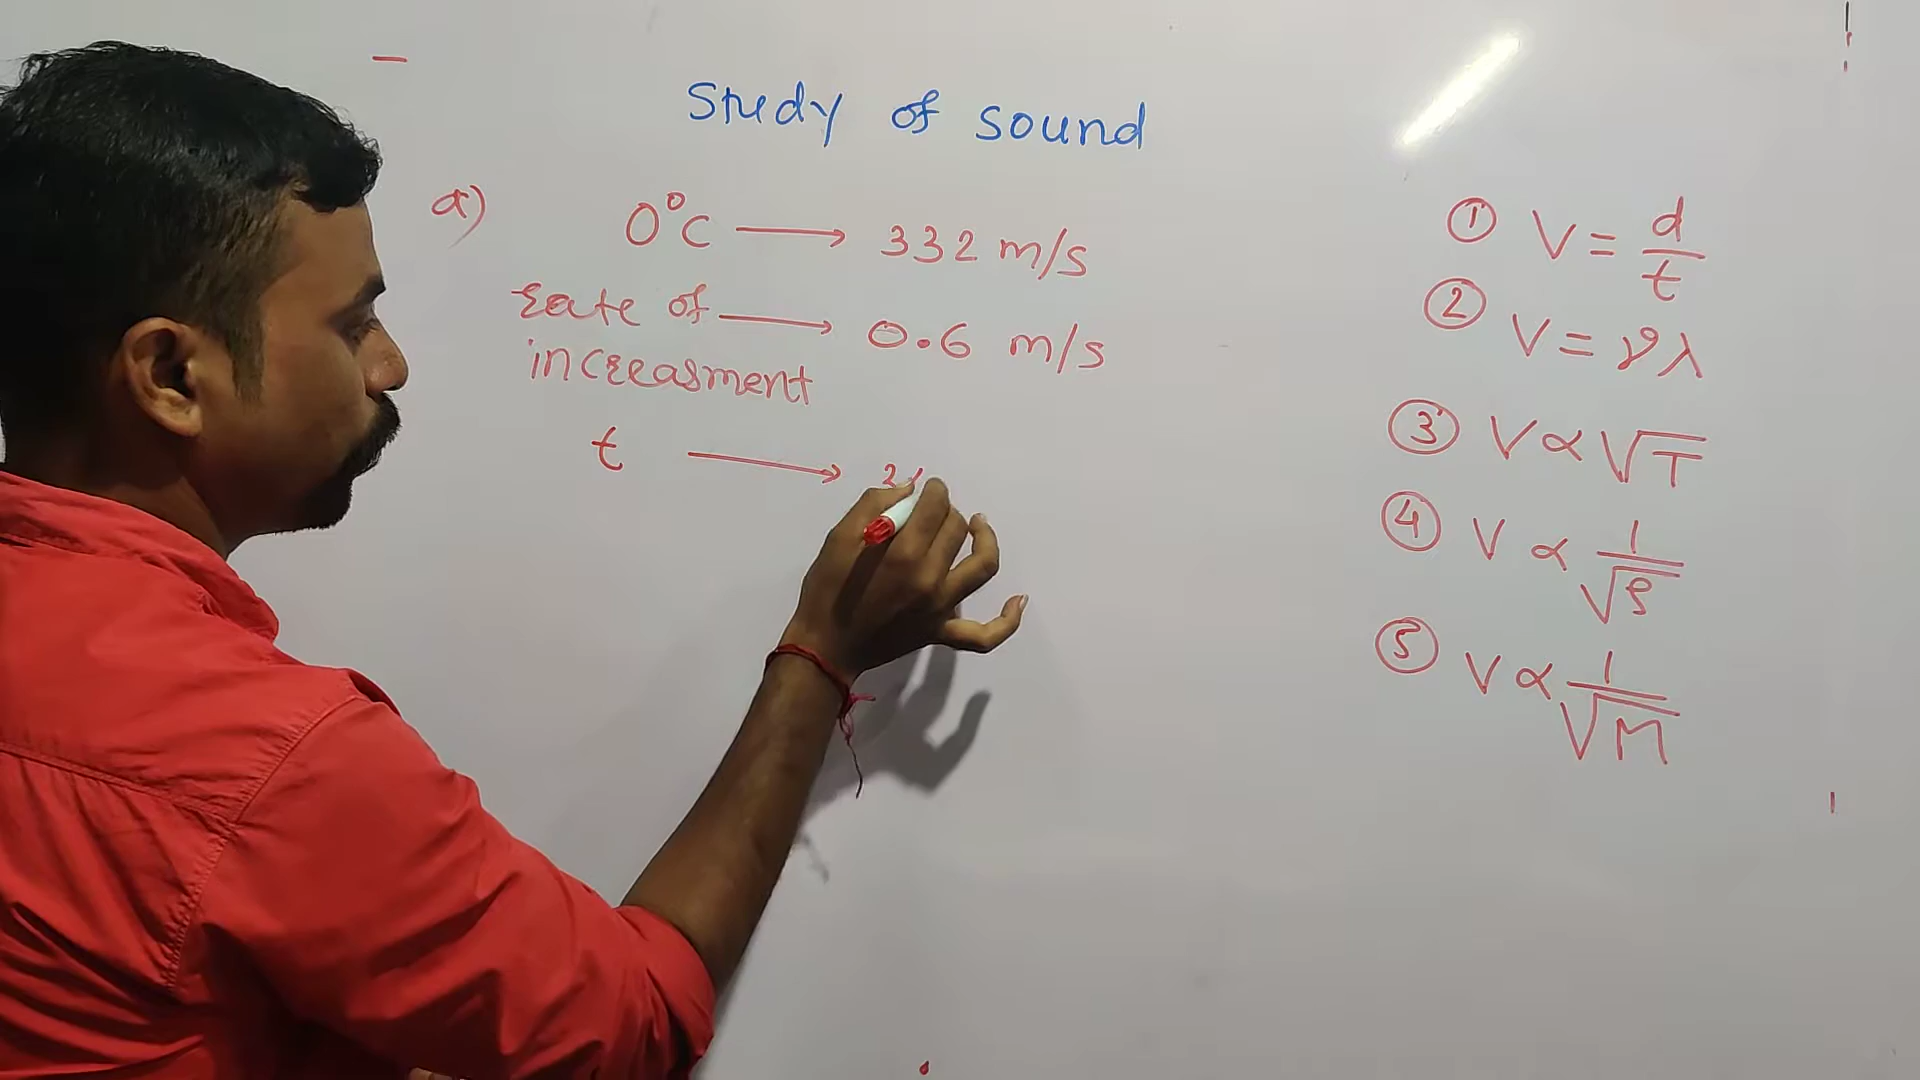 Study of sound
a) 0°C → 332 m/s
rate of → 0.6 m/s
increasment
t →
① V = d/t
② V = νλ
③ V ∝ √T
④ V ∝ 1/√ρ
⑤ V ∝ 1/√M